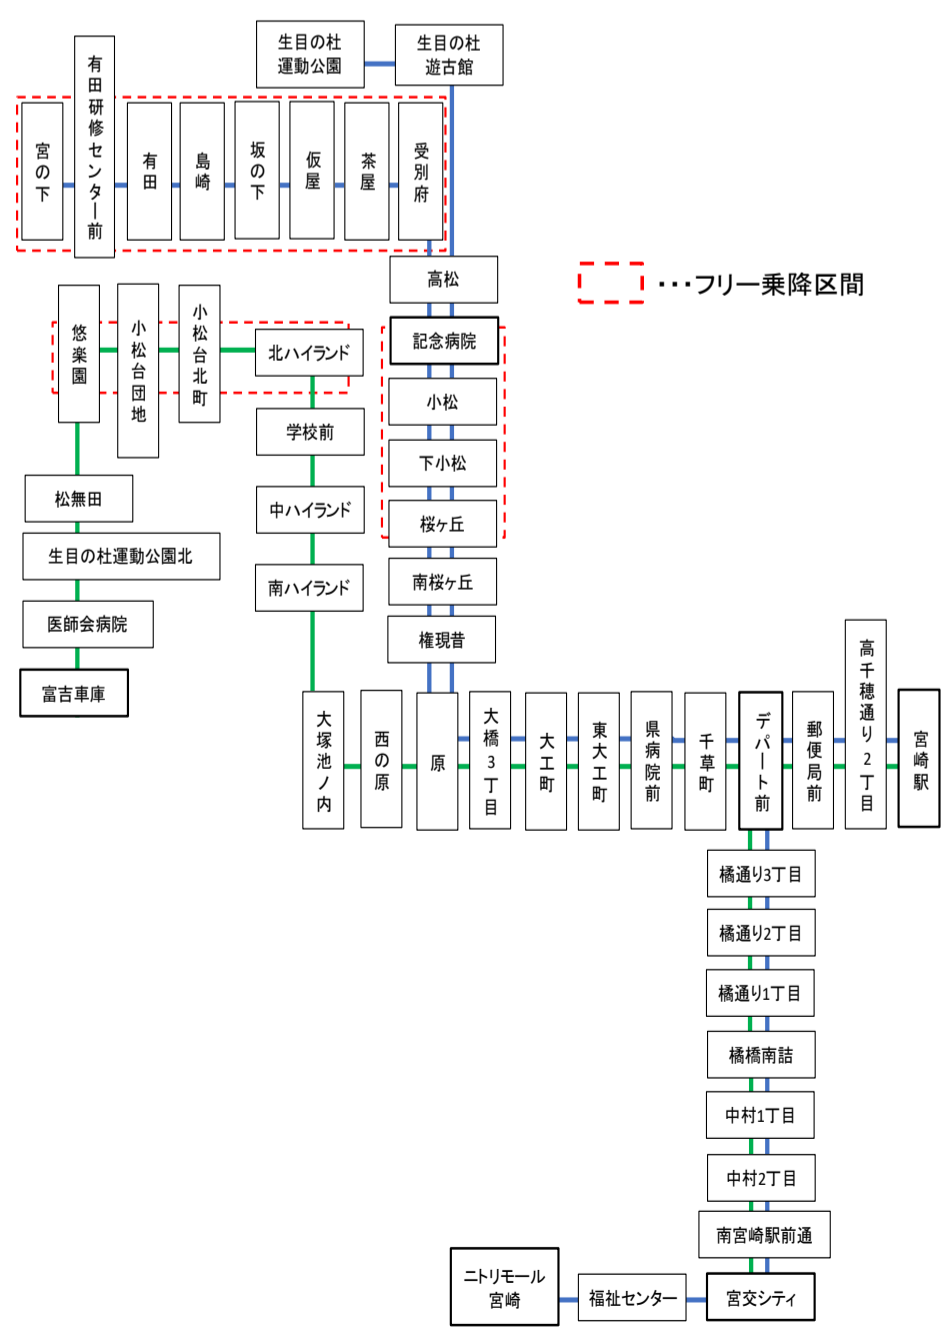 生目の杜
運動公園
生目の杜
遊古館
宮の下
有田研修センター前
有田
島崎
坂の下
仮屋
茶屋
受別府
高松
・・・フリー乗降区間
記念病院
悠楽園
小松台団地
小松台北町
北ハイランド
小松
学校前
下小松
松無田
中ハイランド
桜ヶ丘
生目の杜運動公園北
南ハイランド
南桜ヶ丘
医師会病院
権現昔
富吉車庫
大塚池ノ内
西の原
原
大橋3丁目
大工町
東大工町
県病院前
千草町
デパート前
郵便局前
高千穂通り2丁目
宮崎駅
橘通り3丁目
橘通り2丁目
橘通り1丁目
橘橋南詰
中村1丁目
中村2丁目
南宮崎駅前通
ニトリモール
宮崎
福祉センター
宮交シティ